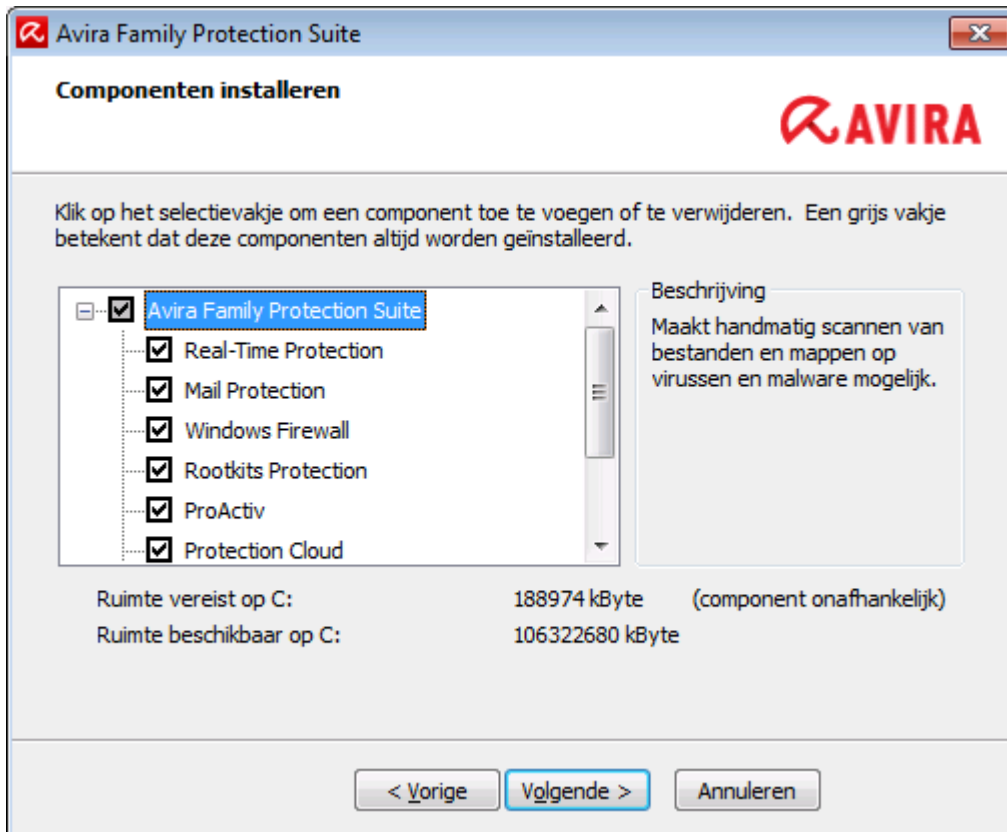 Avira Family Protection Suite
Componenten installeren
AVIRA
Klik op het selectievakje om een component toe te voegen of te verwijderen. Een grijs vakje
betekent dat deze componenten altijd worden geïnstalleerd.
Avira Family Protection Suite
Real-Time Protection
Mail Protection
Windows Firewall
Rootkits Protection
ProActiv
Protection Cloud
Beschrijving
Maakt handmatig scannen van
bestanden en mappen op
virussen en malware mogelijk.
Ruimte vereist op C: 188974 kByte (component onafhankelijk)
Ruimte beschikbaar op C: 106322680 kByte
< Vorige Volgende > Annuleren